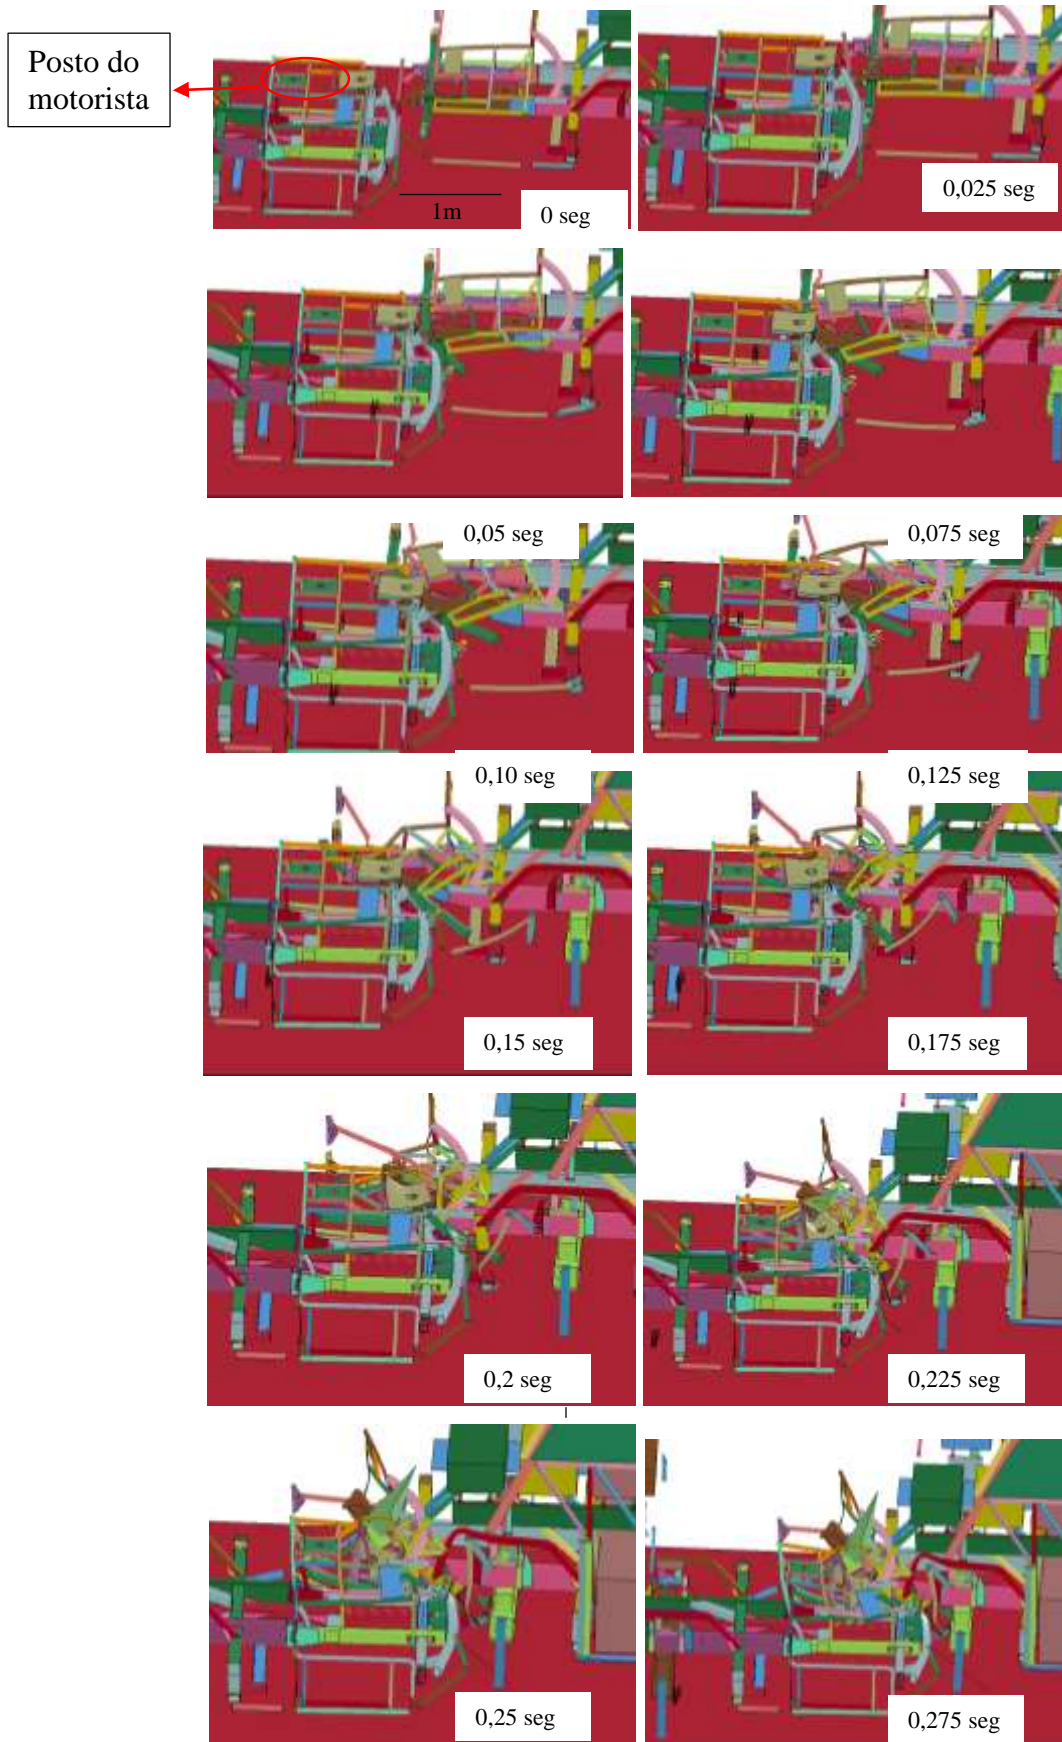 Posto do
motorista
1m
0 seg
0,025 seg
0,05 seg
0,075 seg
0,10 seg
0,125 seg
0,15 seg
0,175 seg
0,2 seg
0,225 seg
0,25 seg
0,275 seg